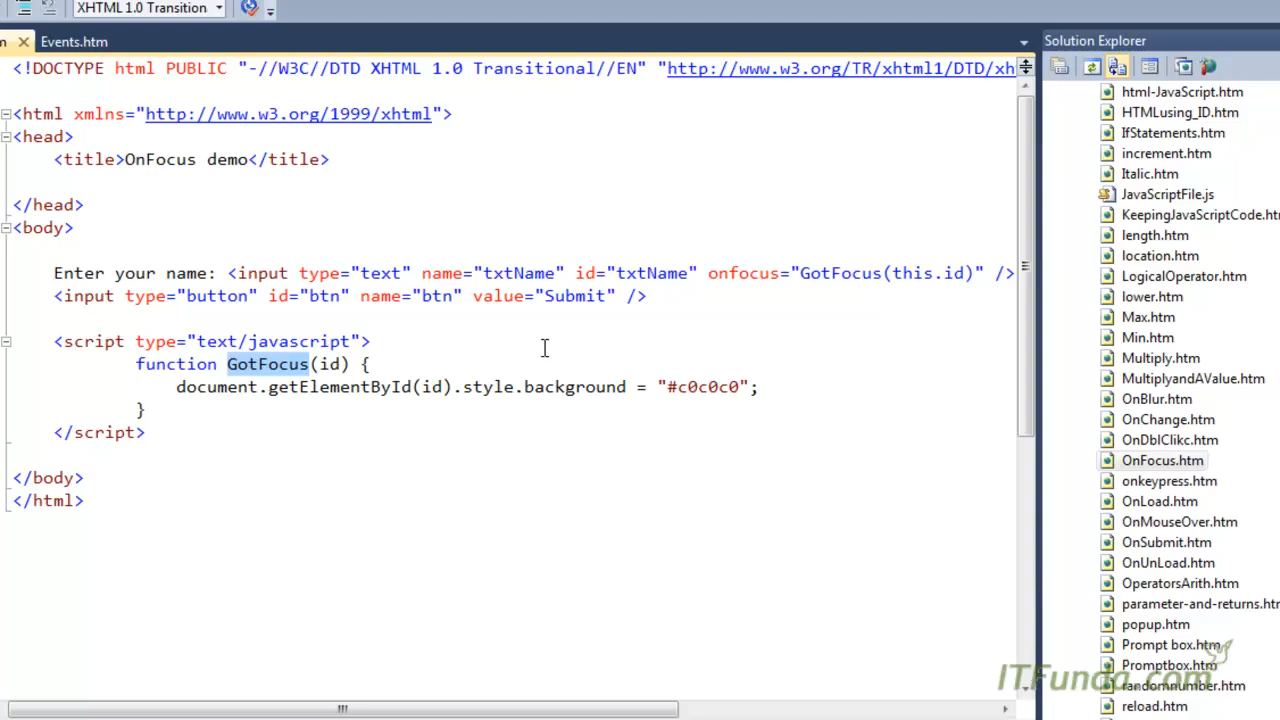 XHTML 1.0 Transition
Events.htm
<!DOCTYPE html PUBLIC "-//W3C//DTD XHTML 1.0 Transitional//EN" "http://www.w3.org/TR/xhtml1/DTD/xh
<html xmlns="http://www.w3.org/1999/xhtml">
<head>
<title>OnFocus demo</title>
</head>
<body>
Enter your name: <input type="text" name="txtName" id="txtName" onfocus="GotFocus(this.id)" />
<input type="button" id="btn" name="btn" value="Submit" />
<script type="text/javascript">
function GotFocus(id) {
document.getElementById(id).style.background = "#c0c0c0";
}
</script>
</body>
</html>
Solution Explorer
html-JavaScript.htm
HTMLusing_ID.htm
IfStatements.htm
increment.htm
Italic.htm
JavaScriptFile.js
KeepingJavaScriptCode.htm
length.htm
location.htm
LogicalOperator.htm
lower.htm
Max.htm
Min.htm
Multiply.htm
MultiplyandAValue.htm
OnBlur.htm
OnChange.htm
OnDblClikc.htm
OnFocus.htm
onkeypress.htm
OnLoad.htm
OnMouseOver.htm
OnSubmit.htm
OnUnLoad.htm
OperatorsArith.htm
parameter-and-returns.htm
popup.htm
Prompt box.htm
Promptbox.htm
randomnumber.htm
reload.htm
ITFunda.com